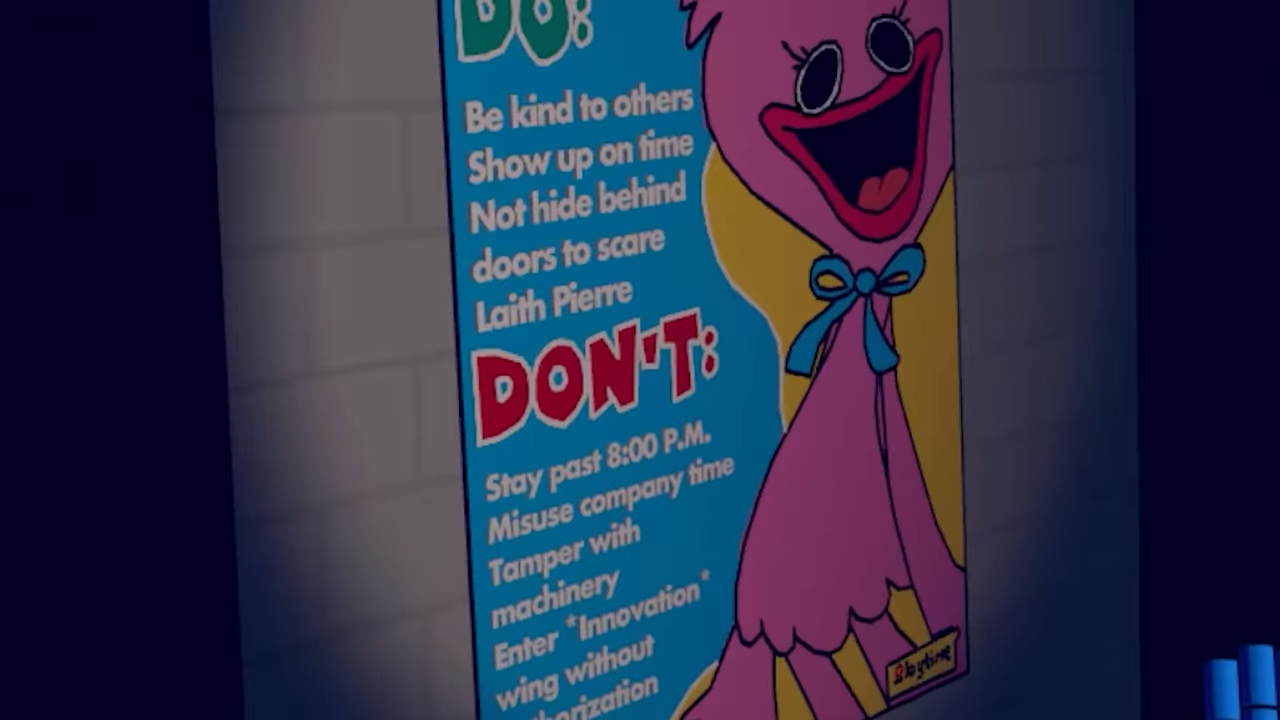 DO:
Be kind to others
Show up on time
Not hide behind
doors to scare
Laith Pierre
DON'T:
Stay past 8:00 P.M.
Misuse company time
Tamper with
machinery
Enter *Innovation*
wing without
Playtime